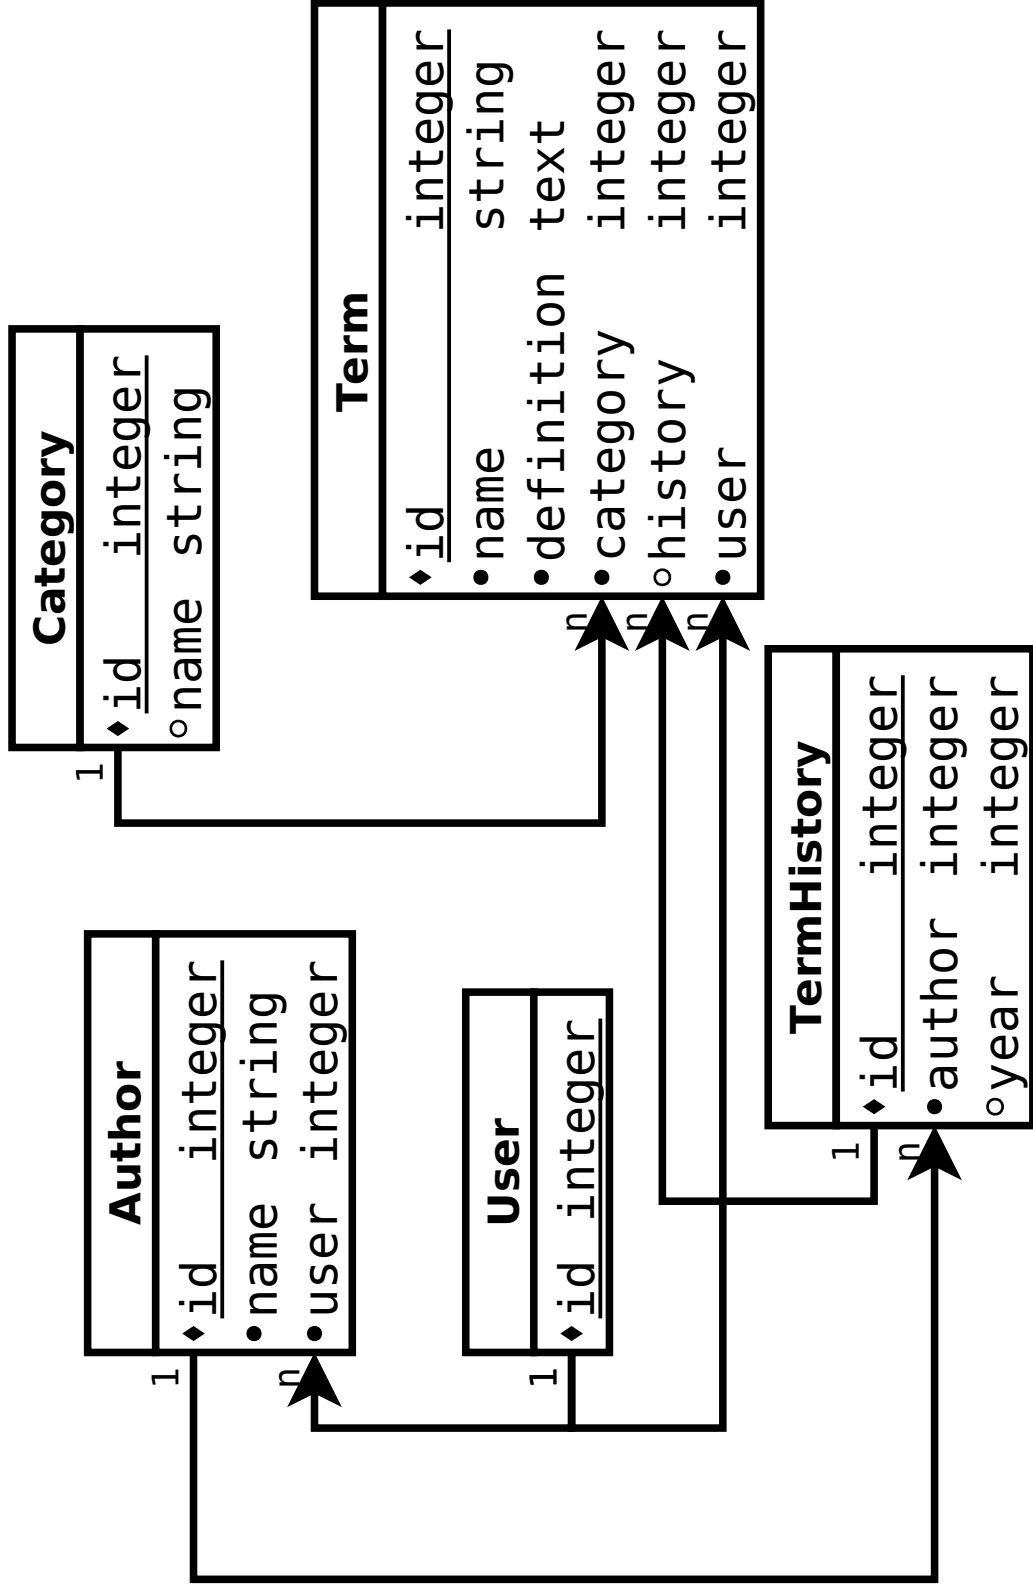 Author
1 id integer
name string
n user integer
User
1 id integer
TermHistory
1 id integer
n author integer
year integer
Category
1 id integer
name string
Term
id integer
name string
definition text
n category integer
n history integer
n user integer